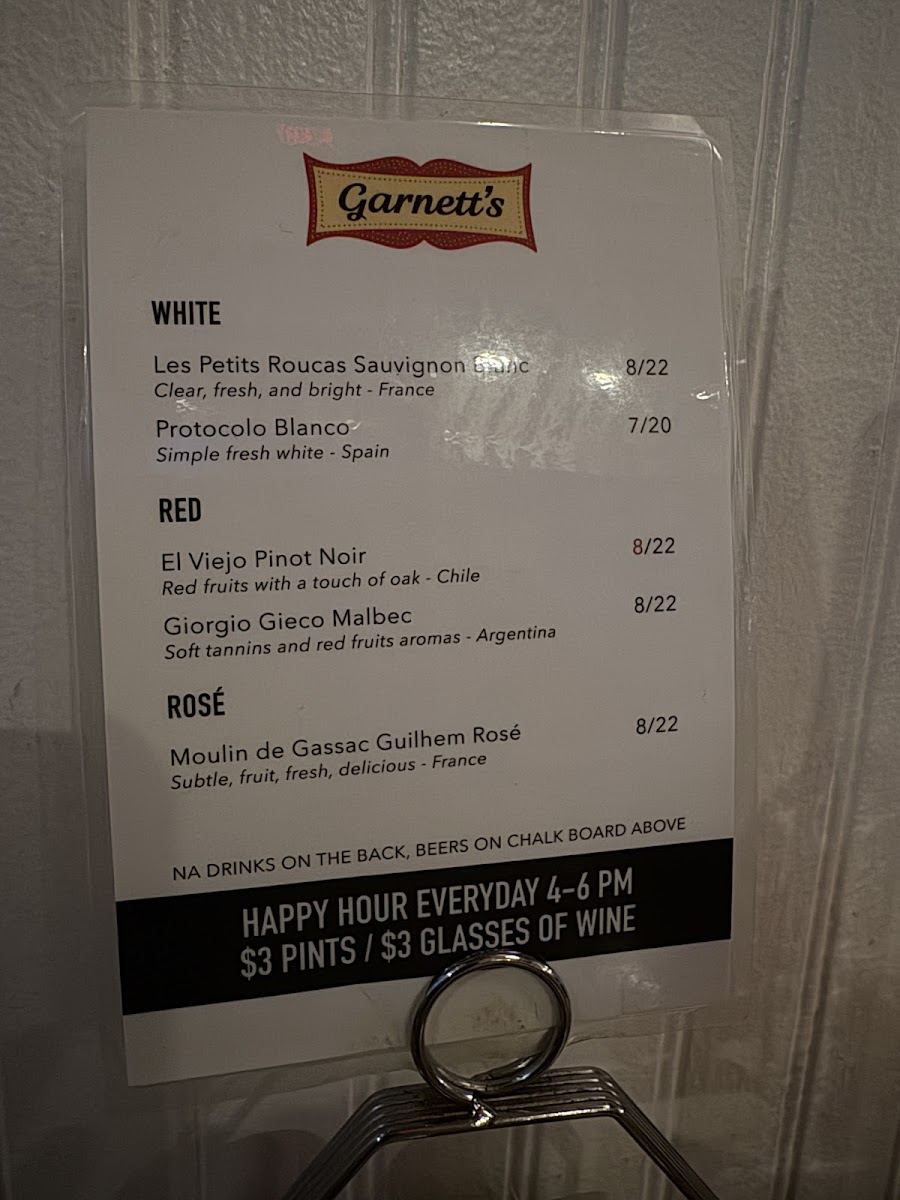 Garnett's
WHITE
Les Petits Roucas Sauvignon Blanc 8/22
Clear, fresh, and bright - France
Protocolo Blanco 7/20
Simple fresh white - Spain
RED
El Viejo Pinot Noir 8/22
Red fruits with a touch of oak - Chile
Giorgio Gieco Malbec 8/22
Soft tannins and red fruits aromas - Argentina
ROSÉ
Moulin de Gassac Guilhem Rosé 8/22
Subtle, fruit, fresh, delicious - France
NA DRINKS ON THE BACK, BEERS ON CHALK BOARD ABOVE
HAPPY HOUR EVERYDAY 4-6 PM
$3 PINTS / $3 GLASSES OF WINE